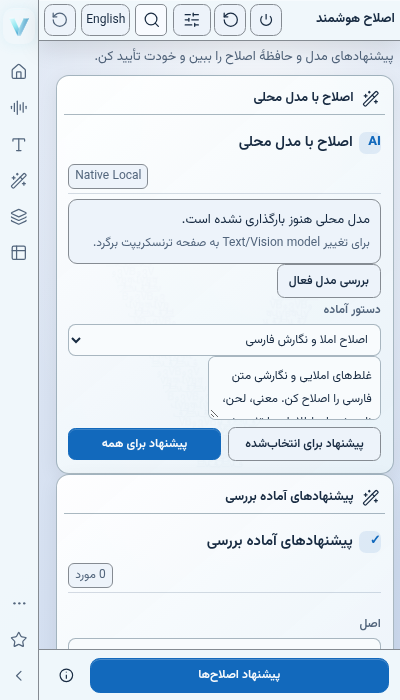 اصلاح هوشمند
English
پیشنهادهای مدل و حافظهٔ اصلاح را ببین و خودت تأیید کن.
اصلاح با مدل محلی
AI
اصلاح با مدل محلی
Native Local
مدل محلی هنوز بارگذاری نشده است.
برای تغییر Text/Vision model به صفحه ترنسکریپت برگرد.
بررسی مدل فعال
دستور آماده
اصلاح املا و نگارش فارسی
غلط‌های املایی و نگارشی متن
فارسی را اصلاح کن. معنی، لحن،
پیشنهاد برای انتخاب‌شده
پیشنهاد برای همه
پیشنهادهای آماده بررسی
پیشنهادهای آماده بررسی
0 مورد
اصل
پیشنهاد اصلاح‌ها